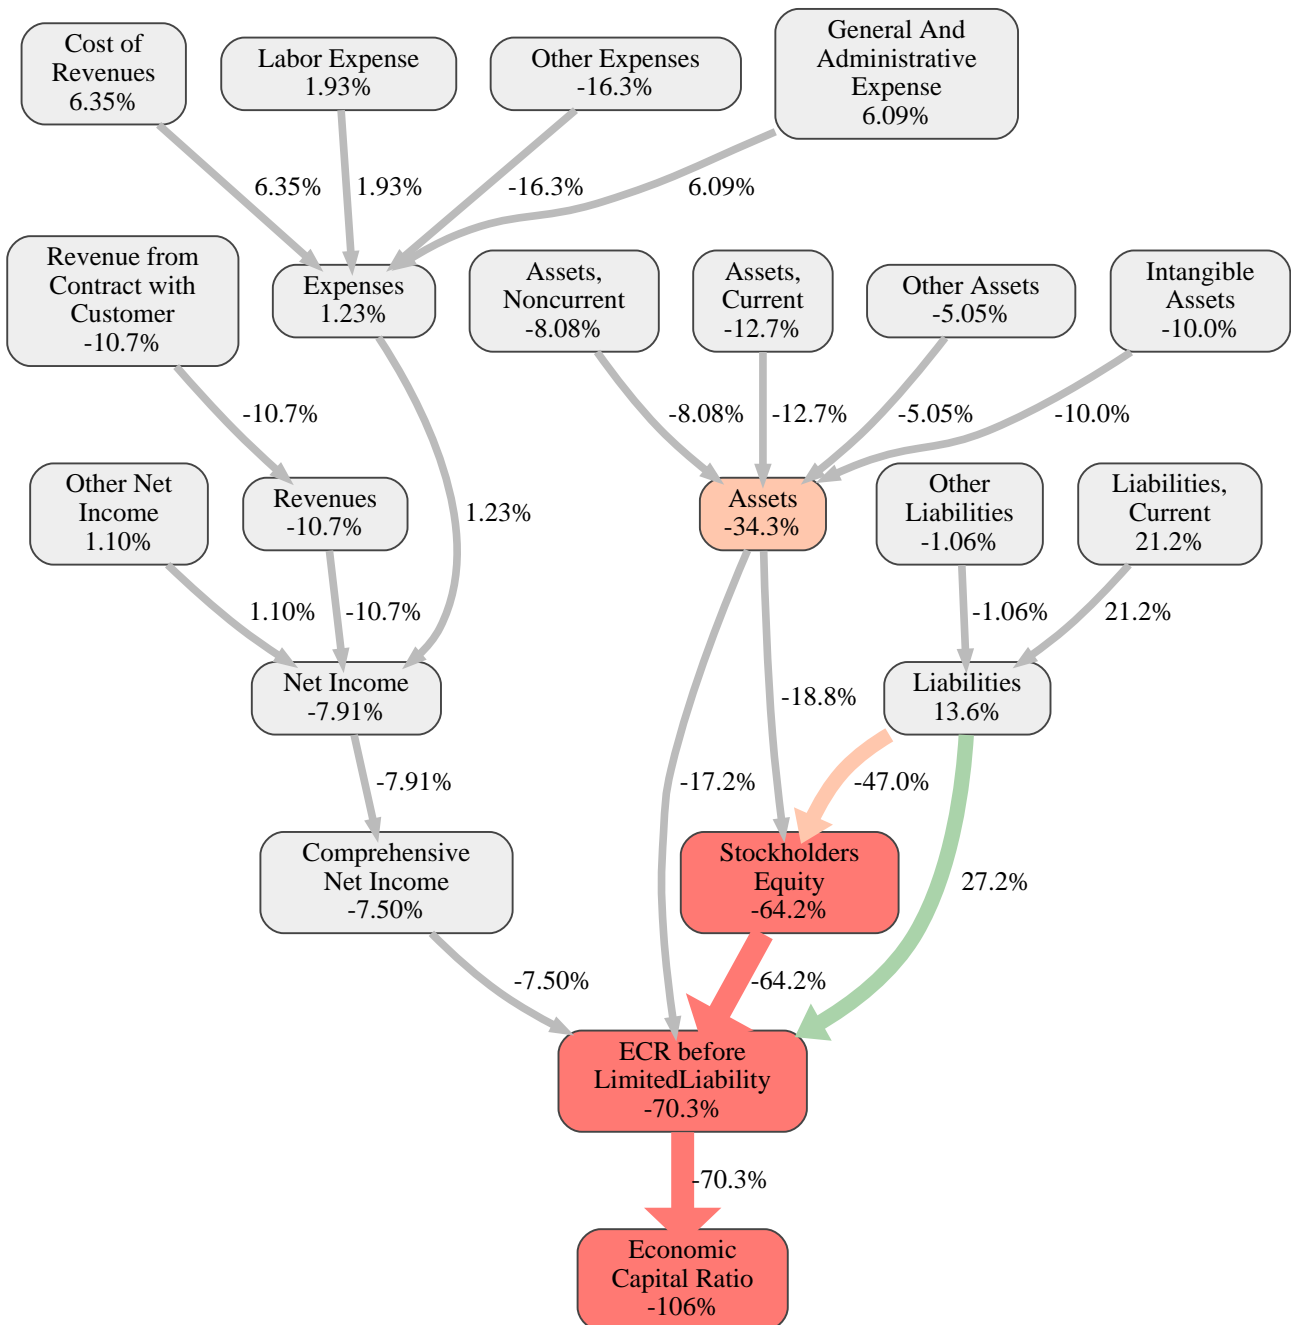 Cost of
Revenues
6.35%
Labor Expense
1.93%
Other Expenses
-16.3%
General And
Administrative
Expense
6.09%
6.35%
1.93%
-16.3%
6.09%
Revenue from
Contract with
Customer
-10.7%
Expenses
1.23%
Assets,
Noncurrent
-8.08%
Assets,
Current
-12.7%
Other Assets
-5.05%
Intangible
Assets
-10.0%
-10.7%
-8.08%
-12.7%
-5.05%
-10.0%
Other Net
Income
1.10%
Revenues
-10.7%
1.23%
Assets
-34.3%
Other
Liabilities
-1.06%
Liabilities,
Current
21.2%
1.10%
-10.7%
-1.06%
21.2%
Net Income
-7.91%
-18.8%
Liabilities
13.6%
-7.91%
-17.2%
-47.0%
Comprehensive
Net Income
-7.50%
Stockholders
Equity
-64.2%
27.2%
-7.50%
-64.2%
ECR before
LimitedLiability
-70.3%
-70.3%
Economic
Capital Ratio
-106%